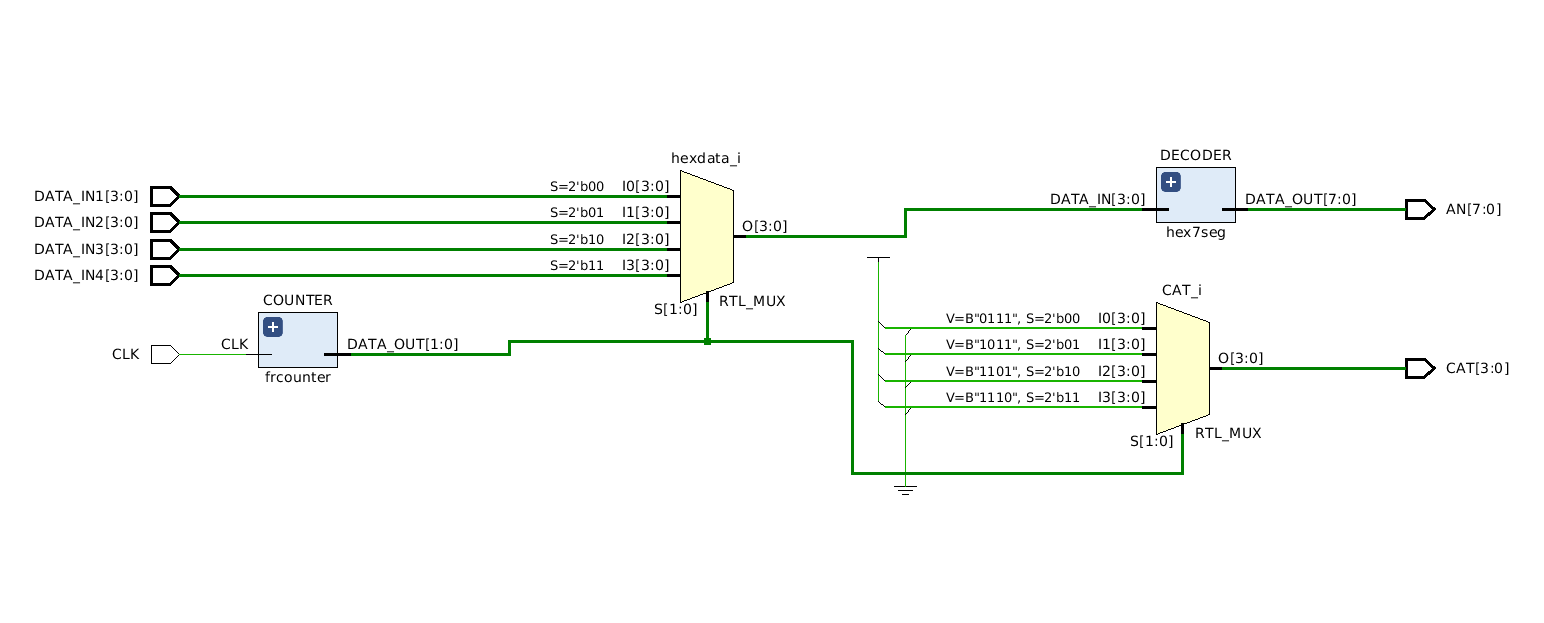 hexdata_i
DECODER
DATA_IN1[3:0]
S=2'b00 I0[3:0]
DATA_IN[3:0]
DATA_OUT[7:0]
AN[7:0]
DATA_IN2[3:0]
S=2'b01 I1[3:0]
O[3:0]
hex7seg
DATA_IN3[3:0]
S=2'b10 I2[3:0]
DATA_IN4[3:0]
S=2'b11 I3[3:0]
S[1:0]
RTL_MUX
COUNTER
CLK
CLK
DATA_OUT[1:0]
frcounter
CAT_i
V=B"0111", S=2'b00 I0[3:0]
V=B"1011", S=2'b01 I1[3:0]
V=B"1101", S=2'b10 I2[3:0]
V=B"1110", S=2'b11 I3[3:0]
O[3:0]
CAT[3:0]
S[1:0]
RTL_MUX